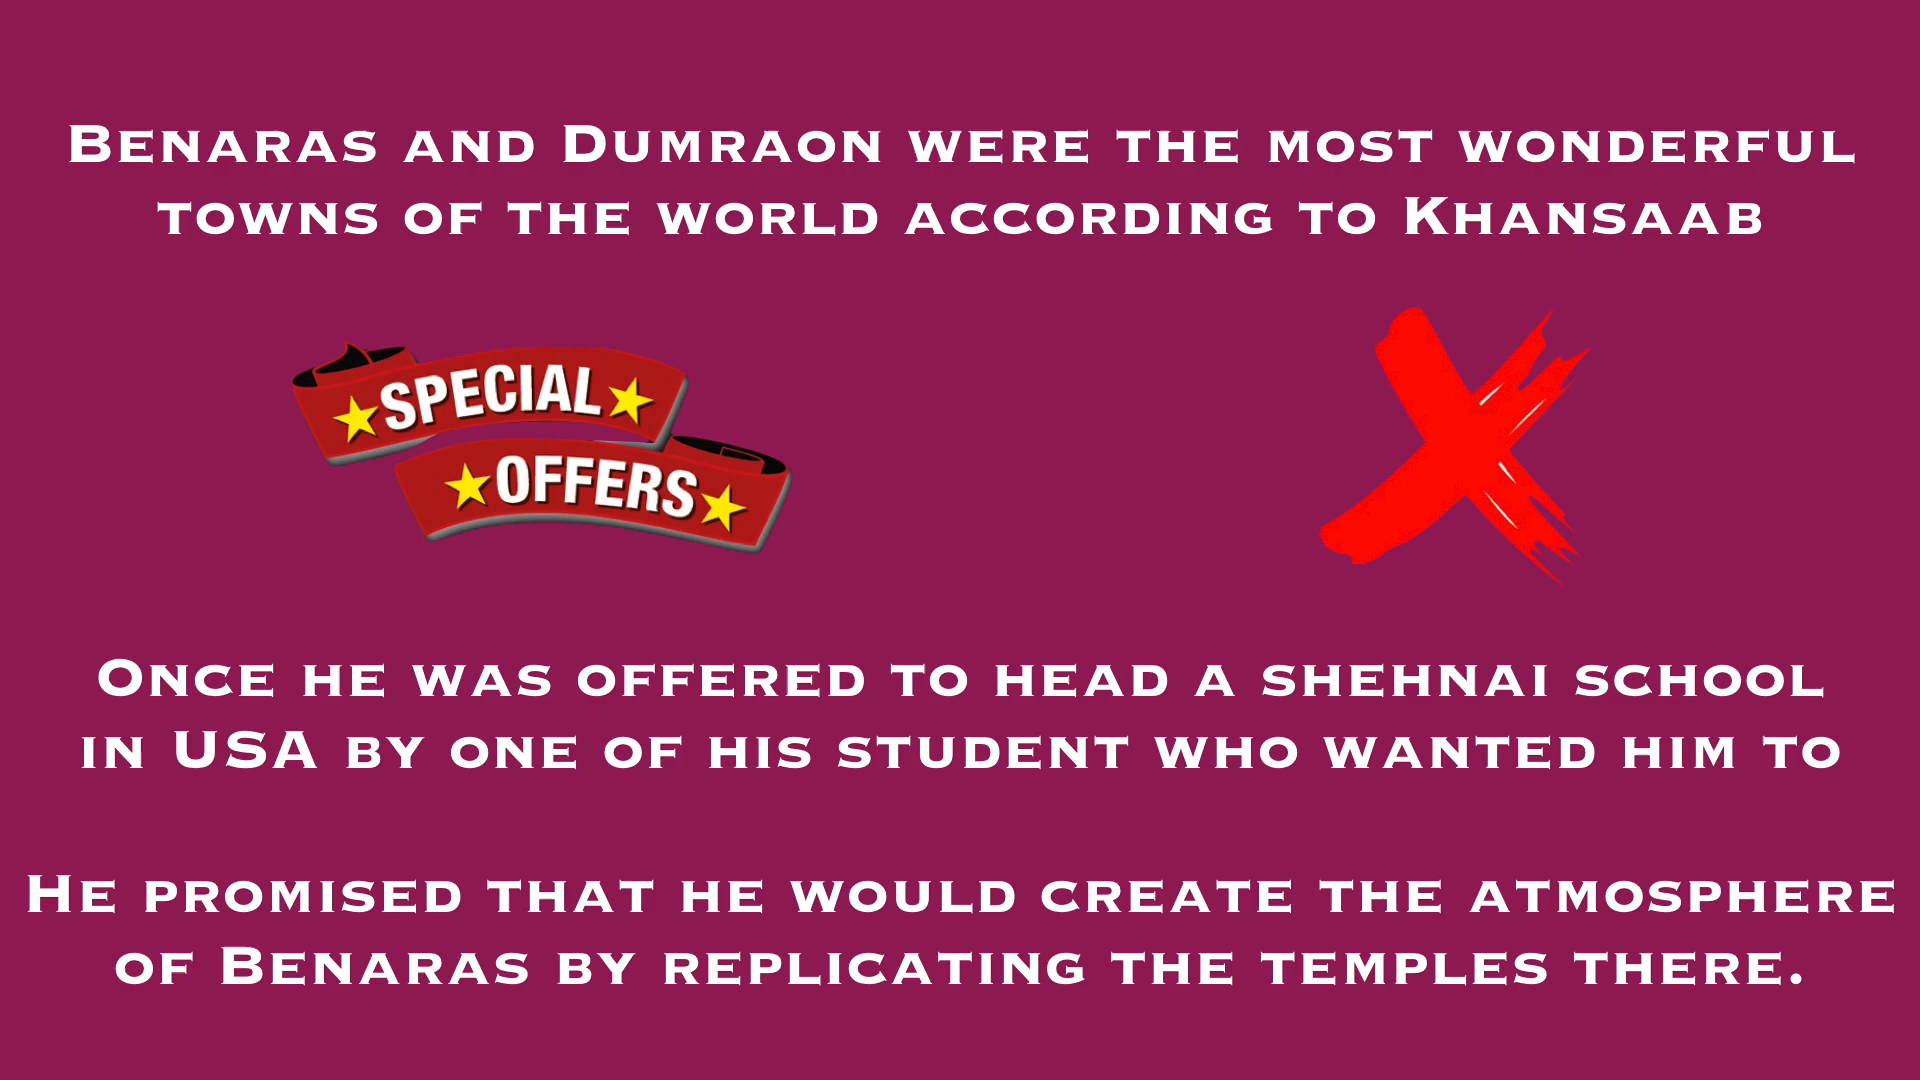 Benaras and Dumraon were the most wonderful
towns of the world according to Khansaab
SPECIAL
OFFERS
Once he was offered to head a shehnai school
in USA by one of his student who wanted him to
He promised that he would create the atmosphere
of Benaras by replicating the temples there.